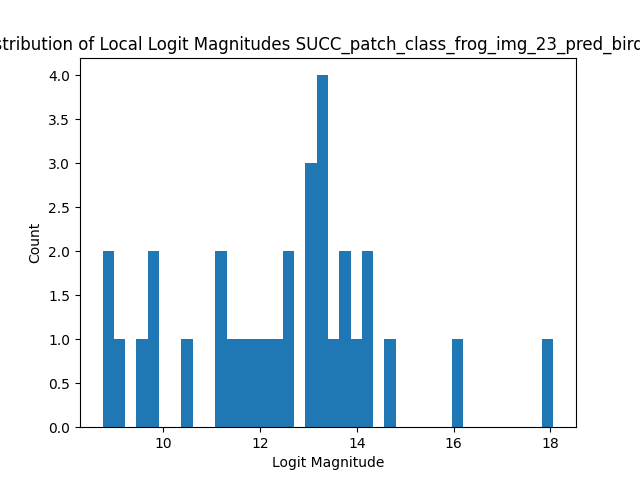 stribution of Local Logit Magnitudes SUCC_patch_class_frog_img_23_pred_bird
4.0
3.5
3.0
2.5
2.0
1.5
1.0
0.5
0.0
Count
10 12 14 16 18
Logit Magnitude